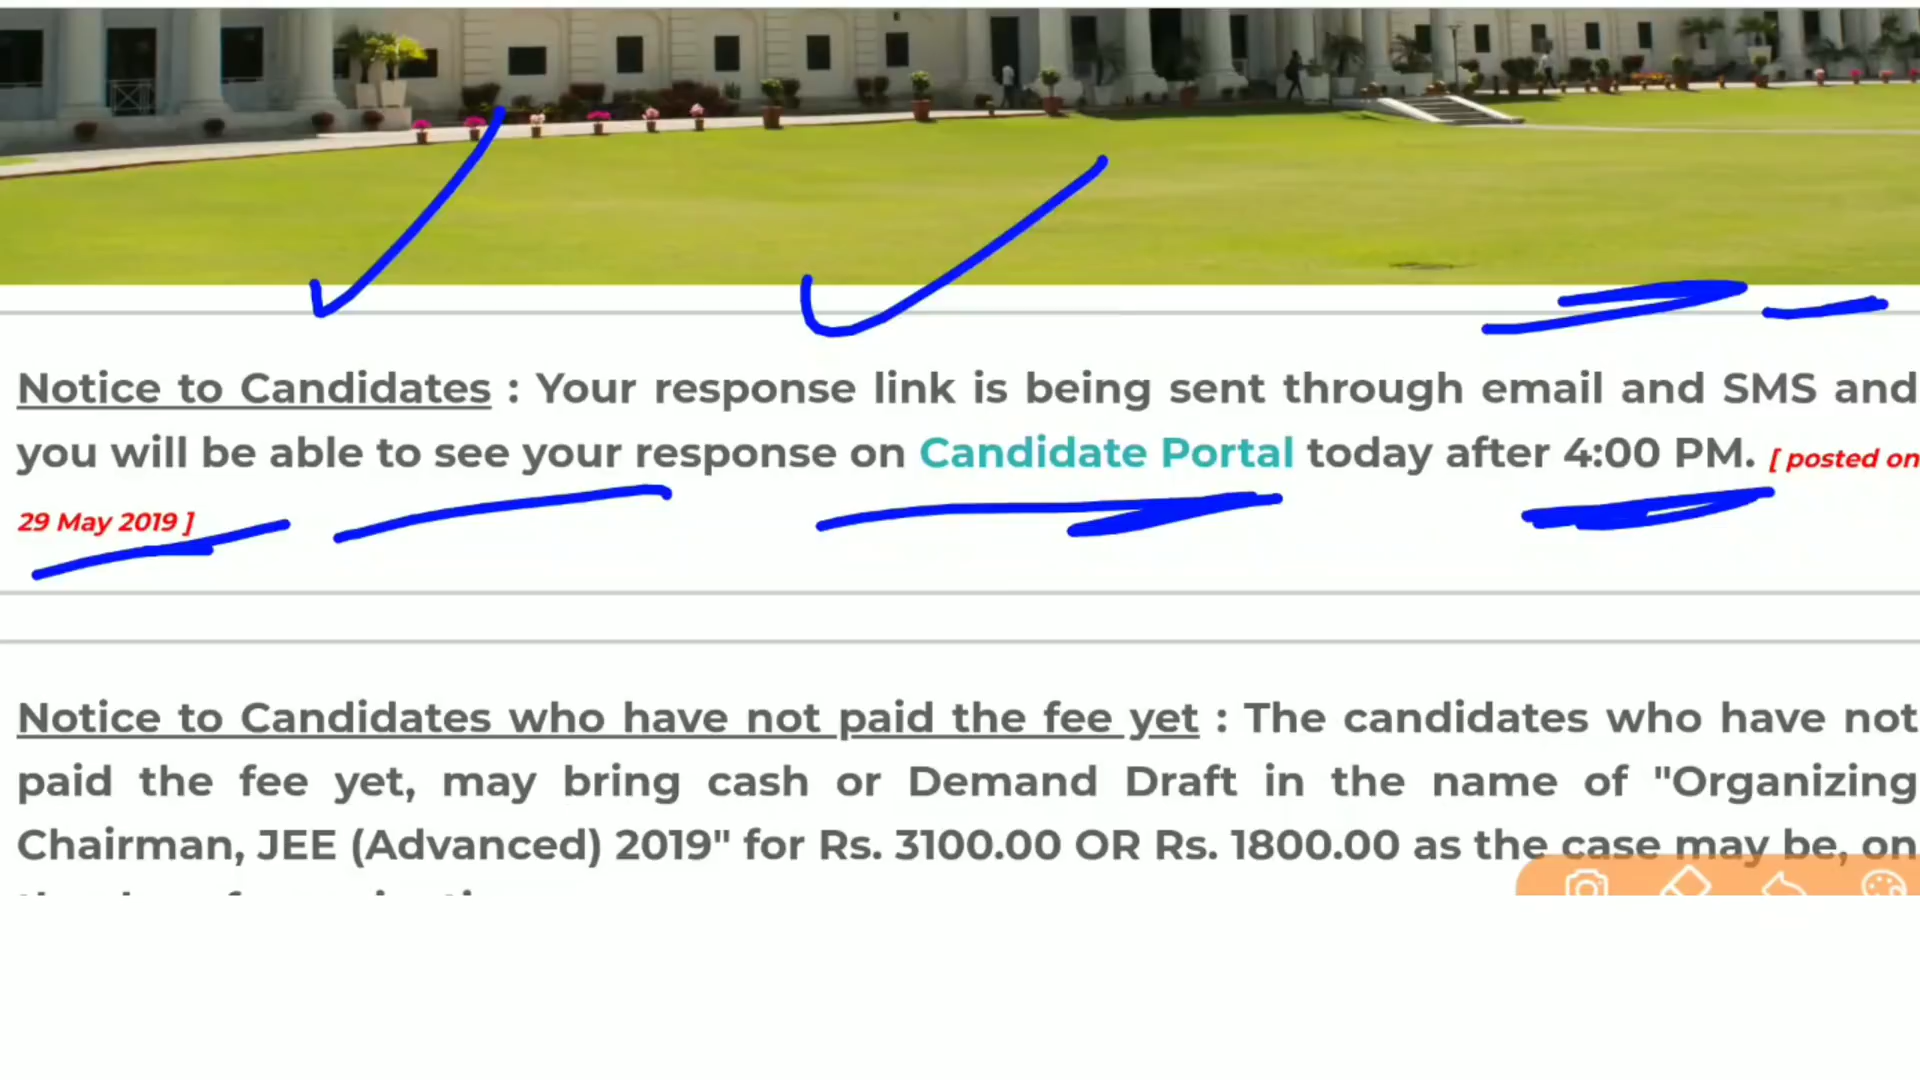 Notice to Candidates : Your response link is being sent through email and SMS and
you will be able to see your response on Candidate Portal today after 4:00 PM. [ posted on
29 May 2019 ]
Notice to Candidates who have not paid the fee yet : The candidates who have not
paid the fee yet, may bring cash or Demand Draft in the name of "Organizing
Chairman, JEE (Advanced) 2019" for Rs. 3100.00 OR Rs. 1800.00 as the case may be, on